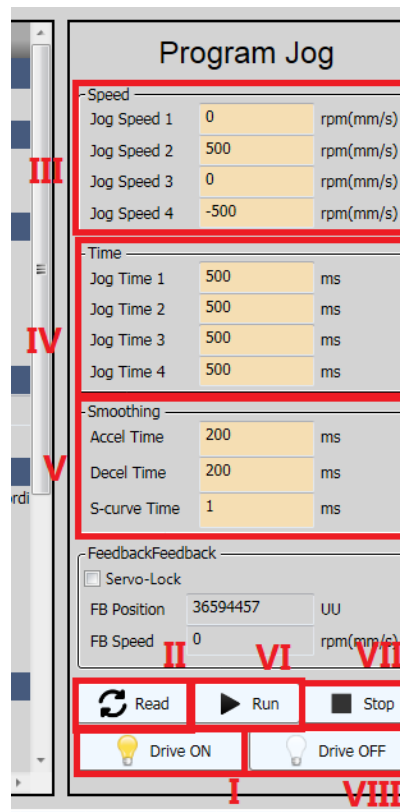 Program Jog
Speed
Jog Speed 1 0 rpm(mm/s)
Jog Speed 2 500 rpm(mm/s)
III
Jog Speed 3 0 rpm(mm/s)
Jog Speed 4 -500 rpm(mm/s)
Time
Jog Time 1 500 ms
Jog Time 2 500 ms
IV
Jog Time 3 500 ms
Jog Time 4 500 ms
Smoothing
Accel Time 200 ms
V
Decel Time 200 ms
rdi
S-curve Time 1 ms
FeedbackFeedback
Servo-Lock
FB Position 36594457 UU
FB Speed 0 rpm(mm/s)
II VI VII
Read Run Stop
Drive ON Drive OFF
I VIII